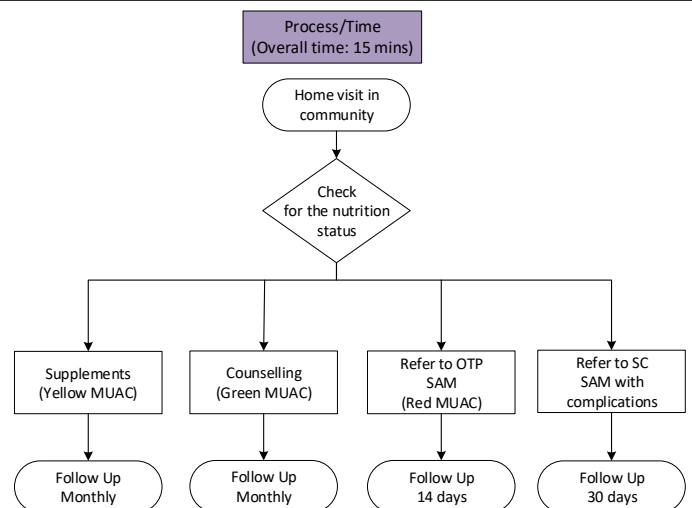 Process/Time
(Overall time: 15 mins)
Home visit in
community
Check
for the nutrition
status
Supplements
(Yellow MUAC)
Counselling
(Green MUAC)
Refer to OTP
SAM
(Red MUAC)
Refer to SC
SAM with
complications
Follow Up
Monthly
Follow Up
Monthly
Follow Up
14 days
Follow Up
30 days